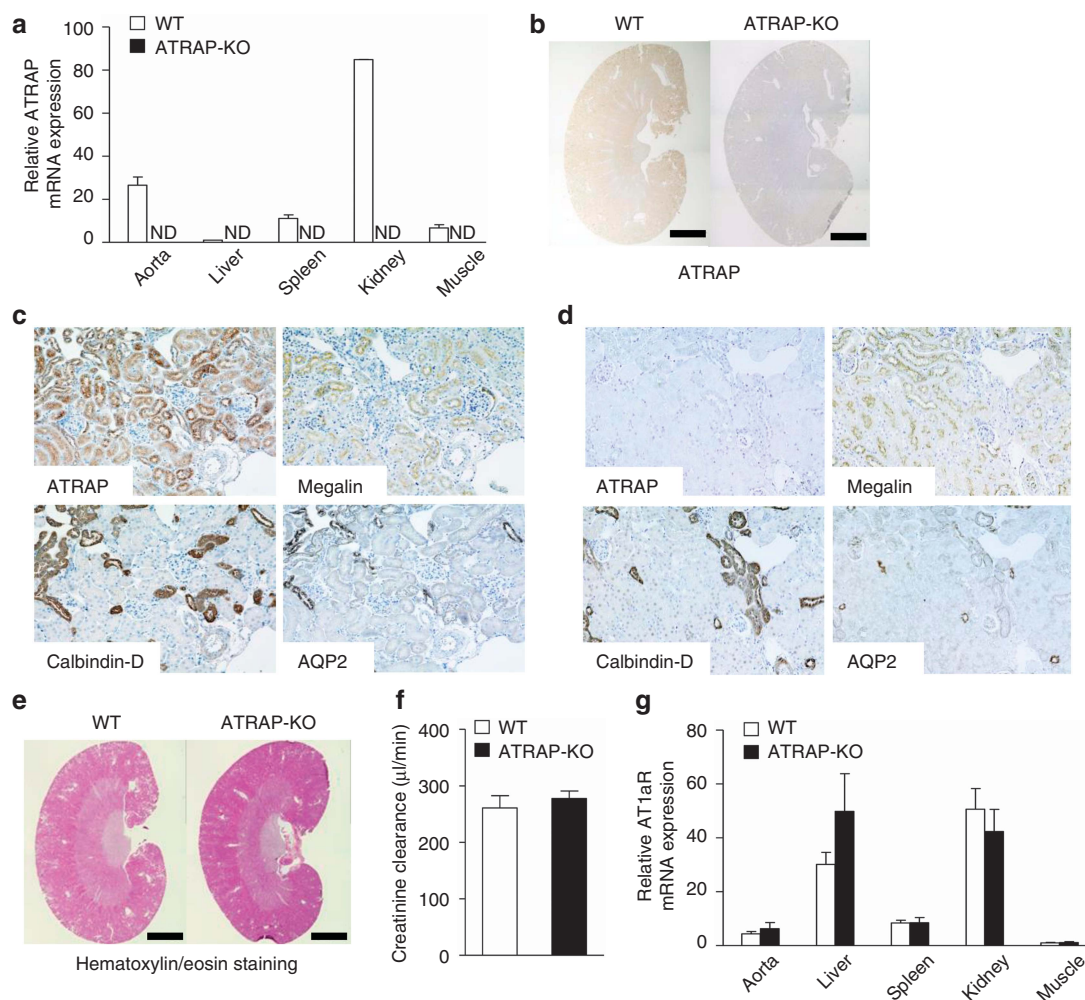 a
WT
ATRAP-KO
Relative ATRAP
mRNA expression
100
80
60
40
20
0
ND
ND
ND
ND
ND
Aorta
Liver
Spleen
Kidney
Muscle
b
WT
ATRAP-KO
ATRAP
c
ATRAP
Megalin
Calbindin-D
AQP2
d
ATRAP
Megalin
Calbindin-D
AQP2
e
WT
ATRAP-KO
Hematoxylin/eosin staining
f
WT
ATRAP-KO
Creatinine clearance (μl/min)
400
300
200
100
0
g
WT
ATRAP-KO
Relative AT1aR
mRNA expression
80
60
40
20
0
Aorta
Liver
Spleen
Kidney
Muscle